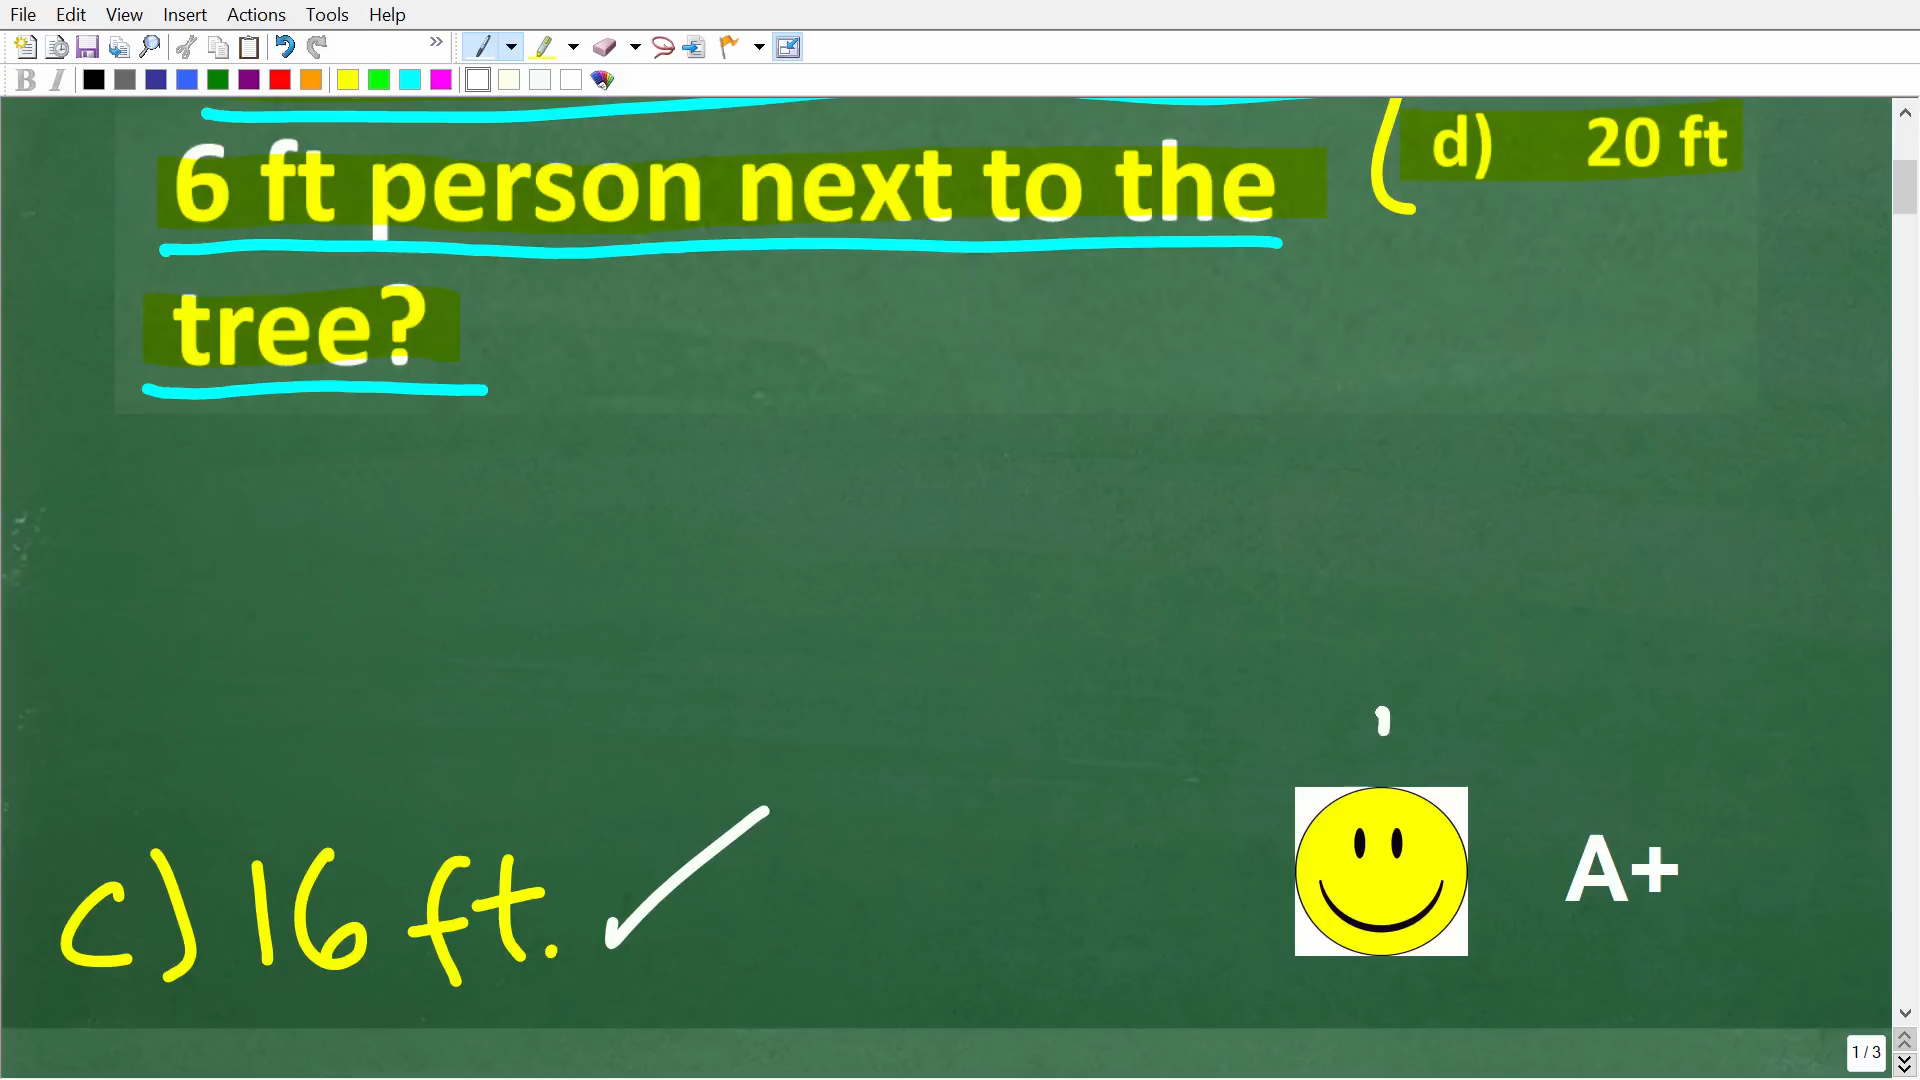 File Edit View Insert Actions Tools Help
B I
6 ft person next to the
tree?
d) 20 ft
c) 16 ft.
A+
1 / 3